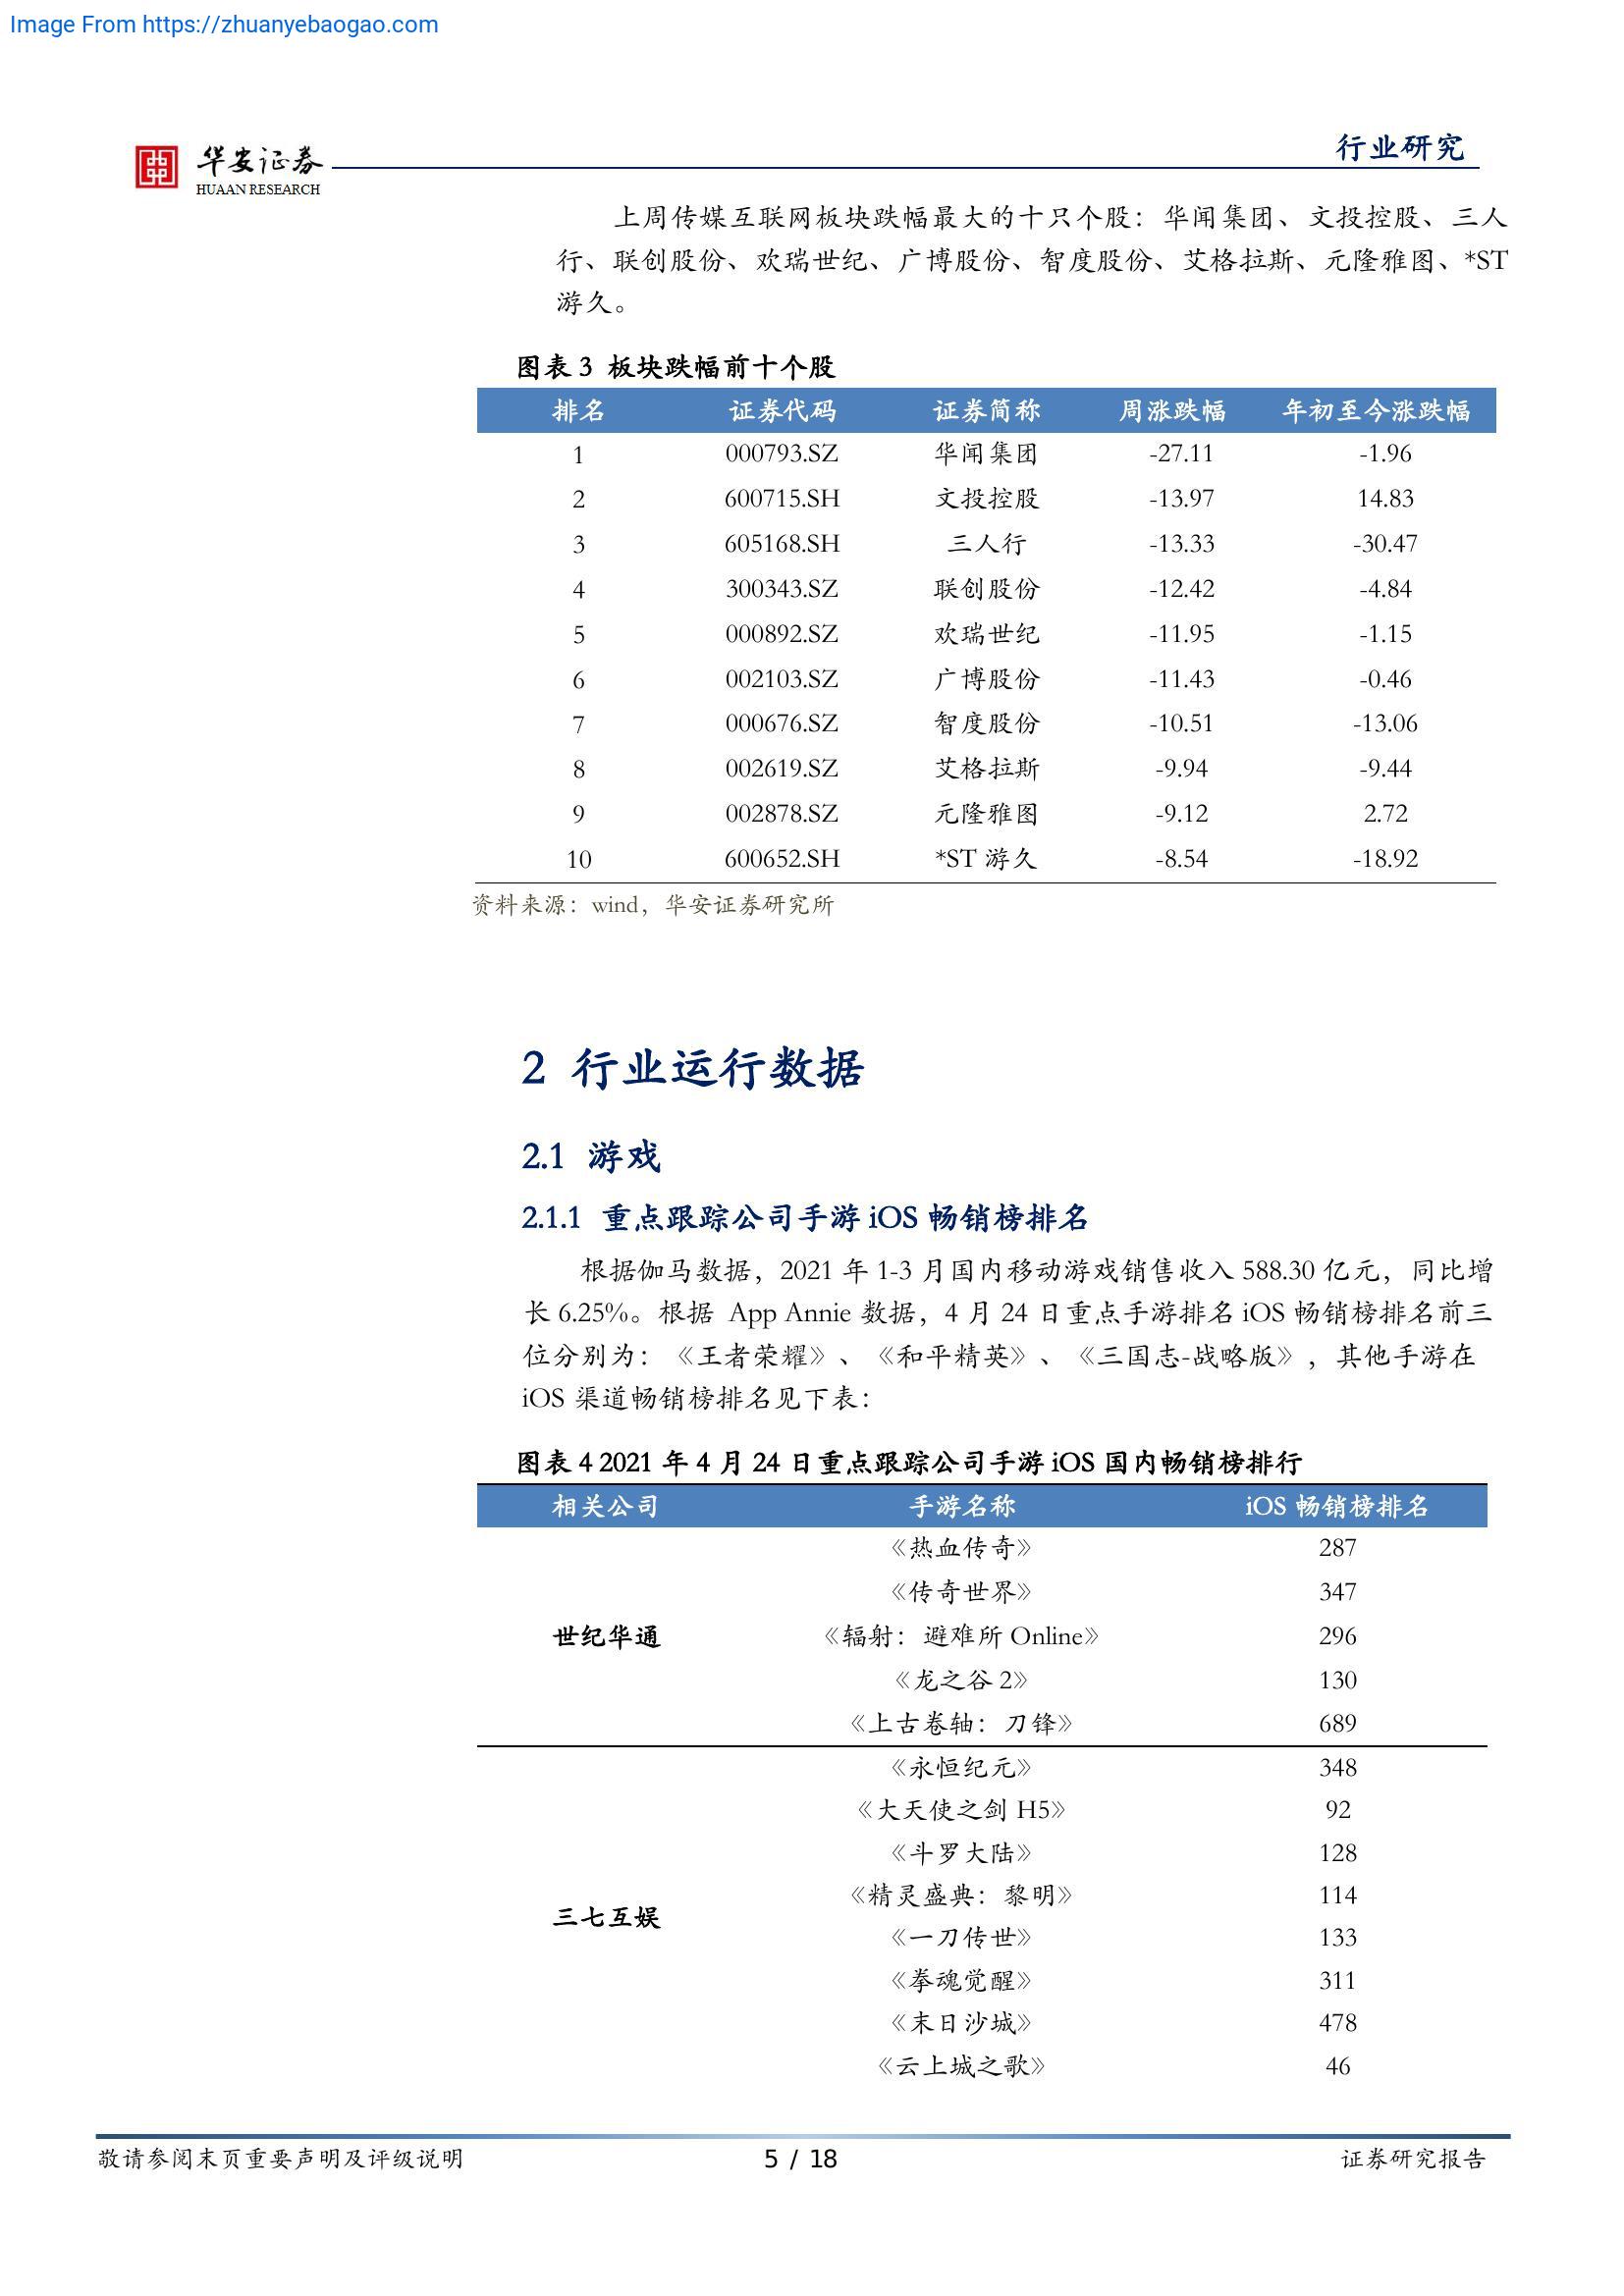 Image From https://zhuanyebaogao.com
华安证券
HUAAN RESEARCH
行业研究
上周传媒互联网板块跌幅最大的十只个股：华闻集团、文投控股、三人
行、联创股份、欢瑞世纪、广博股份、智度股份、艾格拉斯、元隆雅图、*ST
游久。
图表 3 板块跌幅前十个股
排名 证券代码 证券简称 周涨跌幅 年初至今涨跌幅
1 000793.SZ 华闻集团 -27.11 -1.96
2 600715.SH 文投控股 -13.97 14.83
3 605168.SH 三人行 -13.33 -30.47
4 300343.SZ 联创股份 -12.42 -4.84
5 000892.SZ 欢瑞世纪 -11.95 -1.15
6 002103.SZ 广博股份 -11.43 -0.46
7 000676.SZ 智度股份 -10.51 -13.06
8 002619.SZ 艾格拉斯 -9.94 -9.44
9 002878.SZ 元隆雅图 -9.12 2.72
10 600652.SH *ST 游久 -8.54 -18.92
资料来源：wind，华安证券研究所
2 行业运行数据
2.1 游戏
2.1.1 重点跟踪公司手游 iOS 畅销榜排名
根据伽马数据，2021 年 1-3 月国内移动游戏销售收入 588.30 亿元，同比增
长 6.25%。根据 App Annie 数据，4 月 24 日重点手游排名 iOS 畅销榜排名前三
位分别为：《王者荣耀》、《和平精英》、《三国志-战略版》，其他手游在
iOS 渠道畅销榜排名见下表：
图表 4 2021 年 4 月 24 日重点跟踪公司手游 iOS 国内畅销榜排行
相关公司 手游名称 iOS 畅销榜排名
《热血传奇》 287
《传奇世界》 347
世纪华通 《辐射：避难所 Online》 296
《龙之谷 2》 130
《上古卷轴：刀锋》 689
《永恒纪元》 348
《大天使之剑 H5》 92
《斗罗大陆》 128
《精灵盛典：黎明》 114
三七互娱
《一刀传世》 133
《拳魂觉醒》 311
《末日沙城》 478
《云上城之歌》 46
敬请参阅末页重要声明及评级说明 5 / 18 证券研究报告